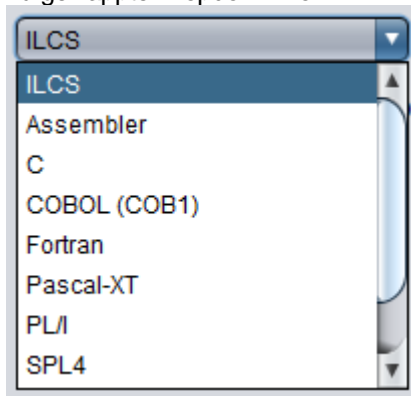 ILCS
ILCS
Assembler
C
COBOL (COB1)
Fortran
Pascal-XT
PL/I
SPL4